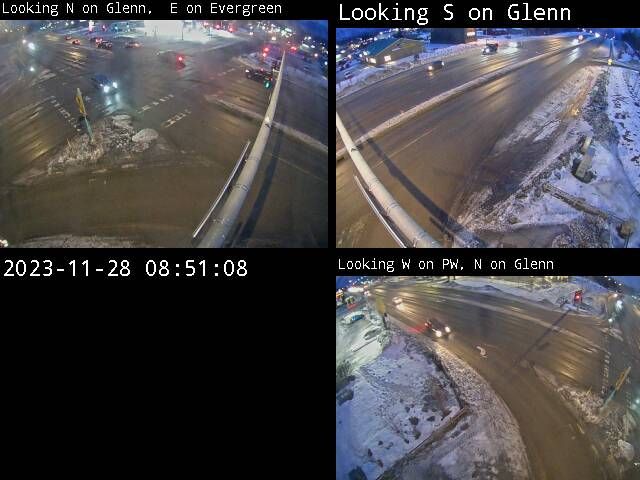 Looking N on Glenn, E on Evergreen
Looking S on Glenn
2023-11-28 08:51:08
Looking W on PW, N on Glenn